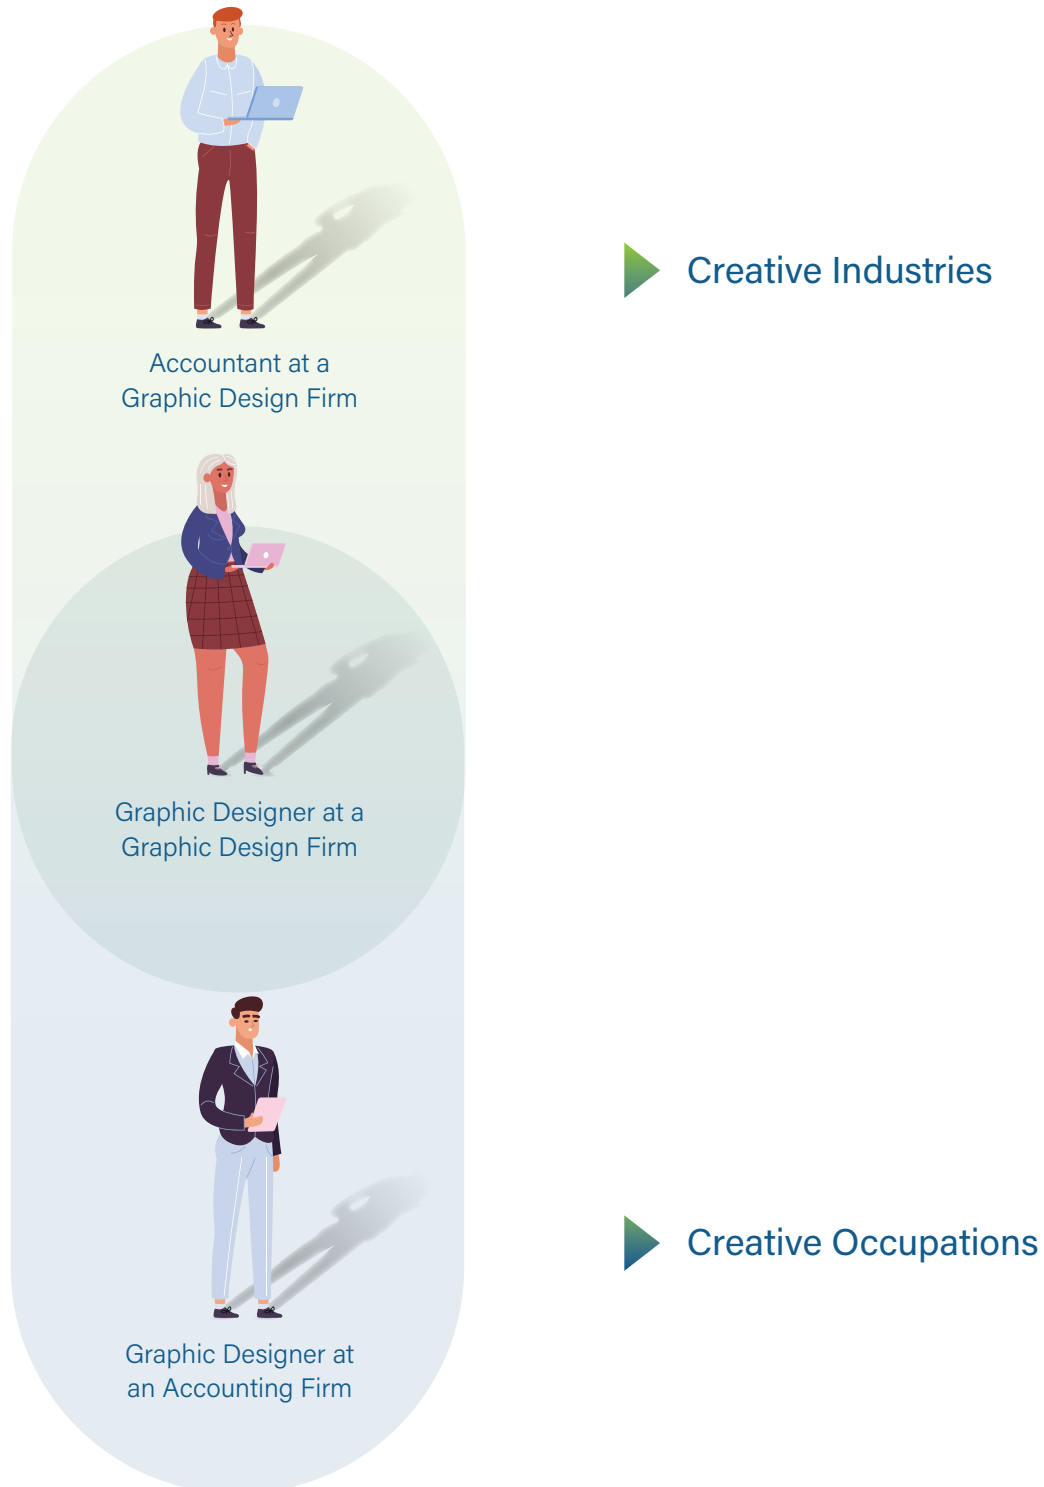 Creative Industries
Accountant at a
Graphic Design Firm
Graphic Designer at a
Graphic Design Firm
Creative Occupations
Graphic Designer at
an Accounting Firm